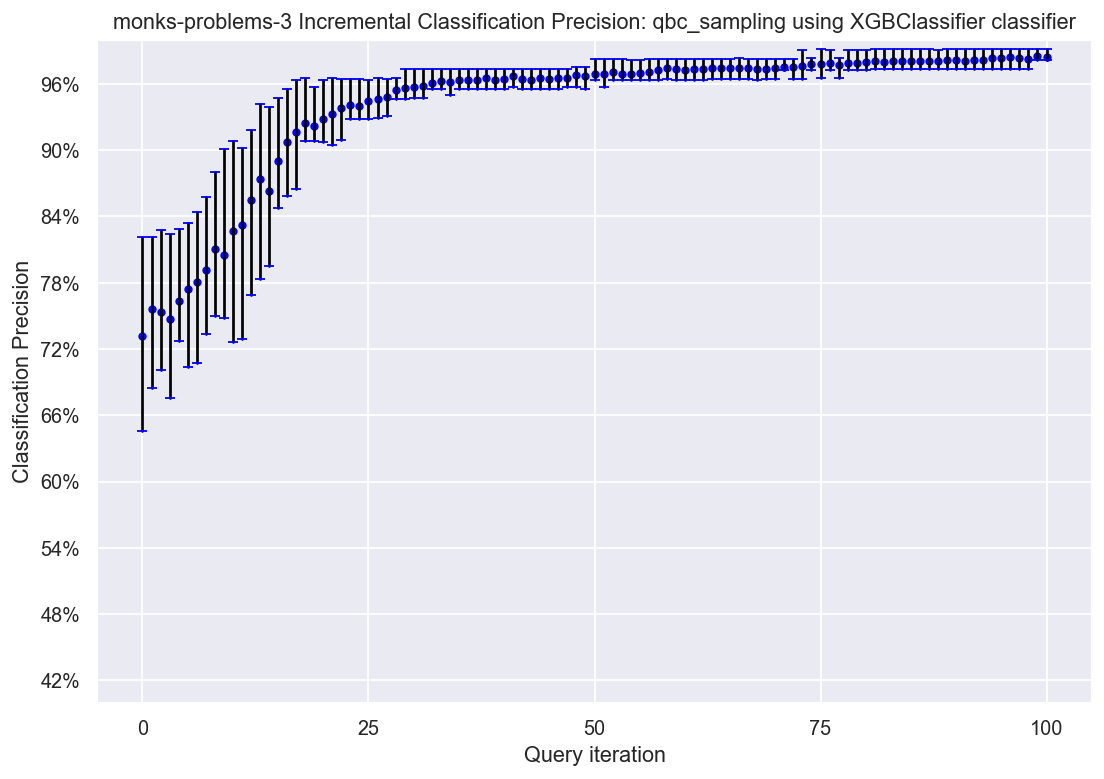 monks-problems-3 Incremental Classification Precision: qbc_sampling using XGBClassifier classifier
Classification Precision
96%
90%
84%
78%
72%
66%
60%
54%
48%
42%
0 25 50 75 100
Query iteration